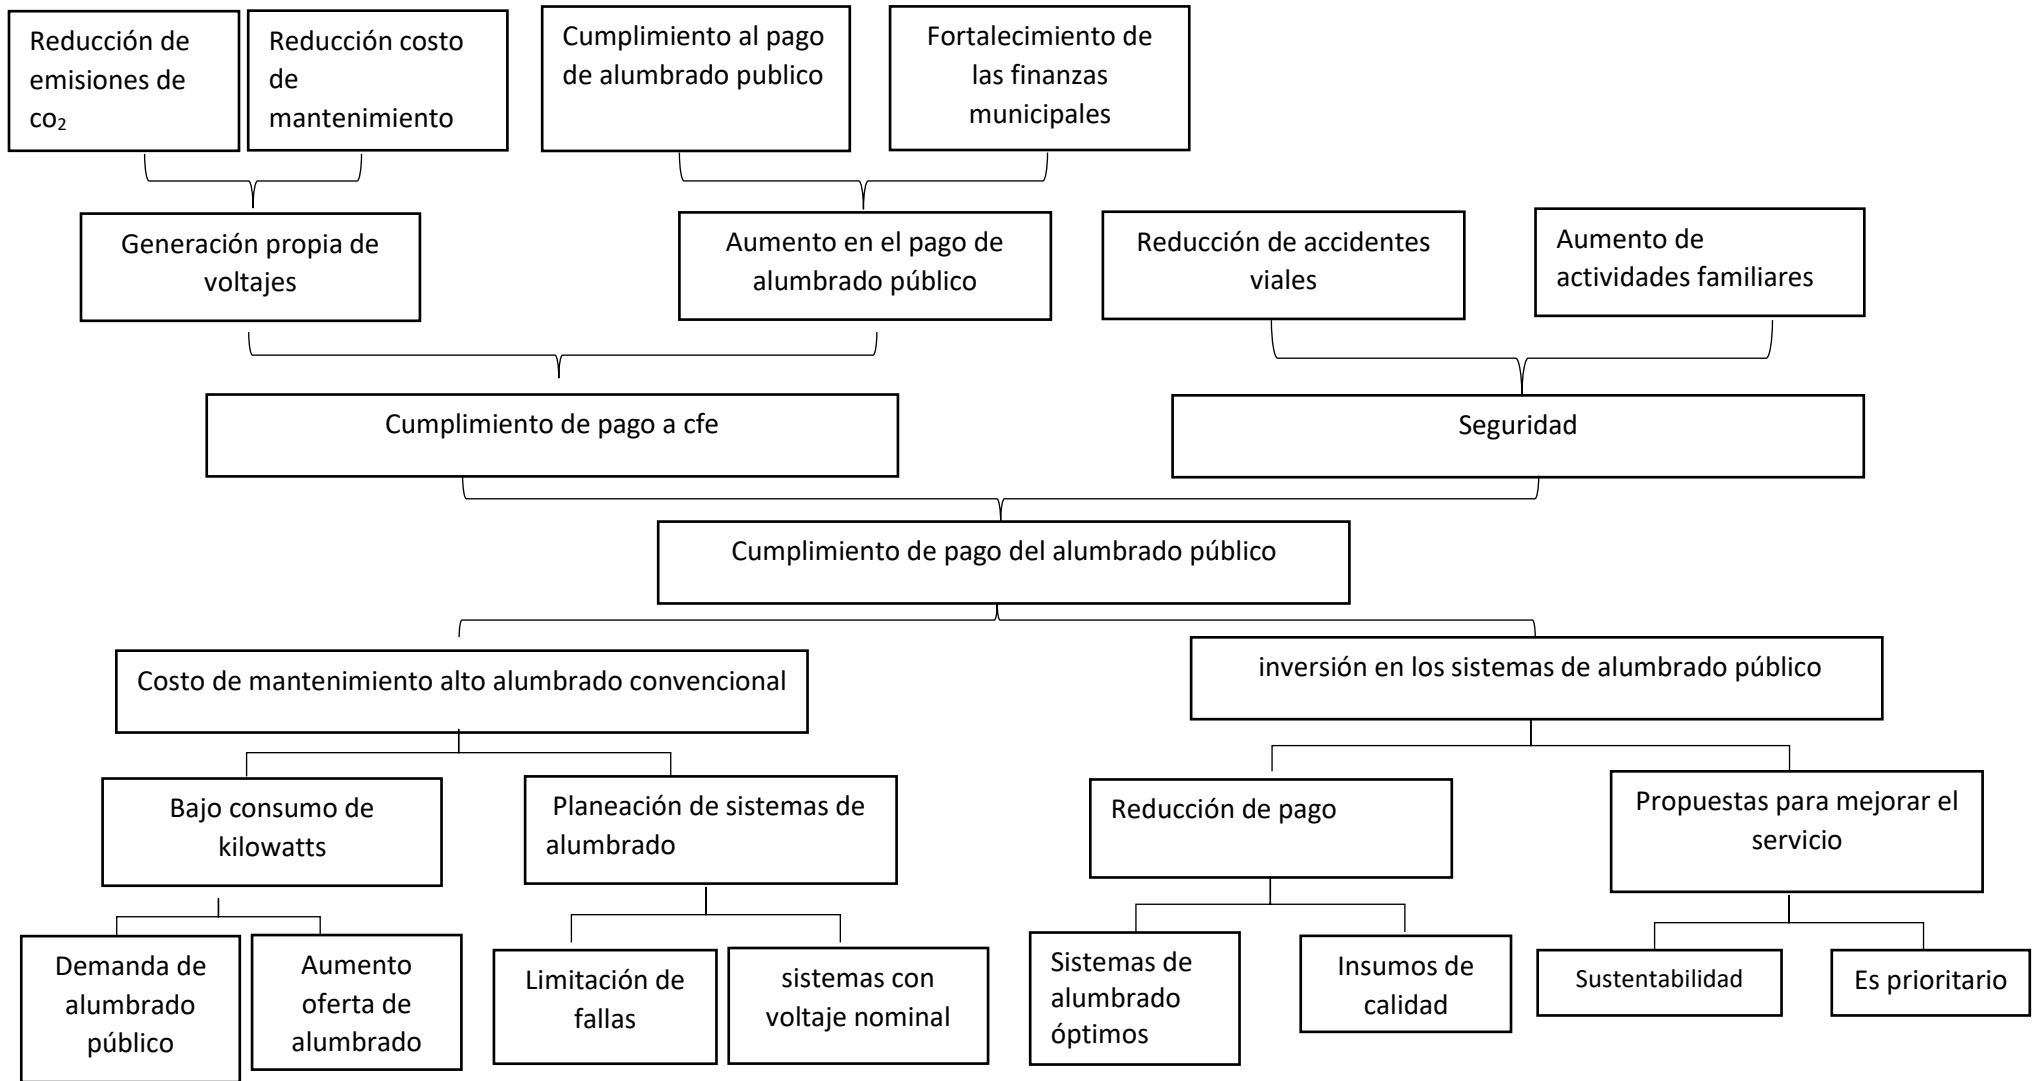 Reducción de
emisiones de
co₂
Reducción costo
de
mantenimiento
Cumplimiento al pago
de alumbrado publico
Fortalecimiento de
las finanzas
municipales
Generación propia de
voltajes
Aumento en el pago de
alumbrado público
Reducción de accidentes
viales
Aumento de
actividades familiares
Cumplimiento de pago a cfe
Seguridad
Cumplimiento de pago del alumbrado público
Costo de mantenimiento alto alumbrado convencional
inversión en los sistemas de alumbrado público
Bajo consumo de
kilowatts
Planeación de sistemas de
alumbrado
Reducción de pago
Propuestas para mejorar el
servicio
Demanda de
alumbrado
público
Aumento
oferta de
alumbrado
Limitación de
fallas
sistemas con
voltaje nominal
Sistemas de
alumbrado
óptimos
Insumos de
calidad
Sustentabilidad
Es prioritario